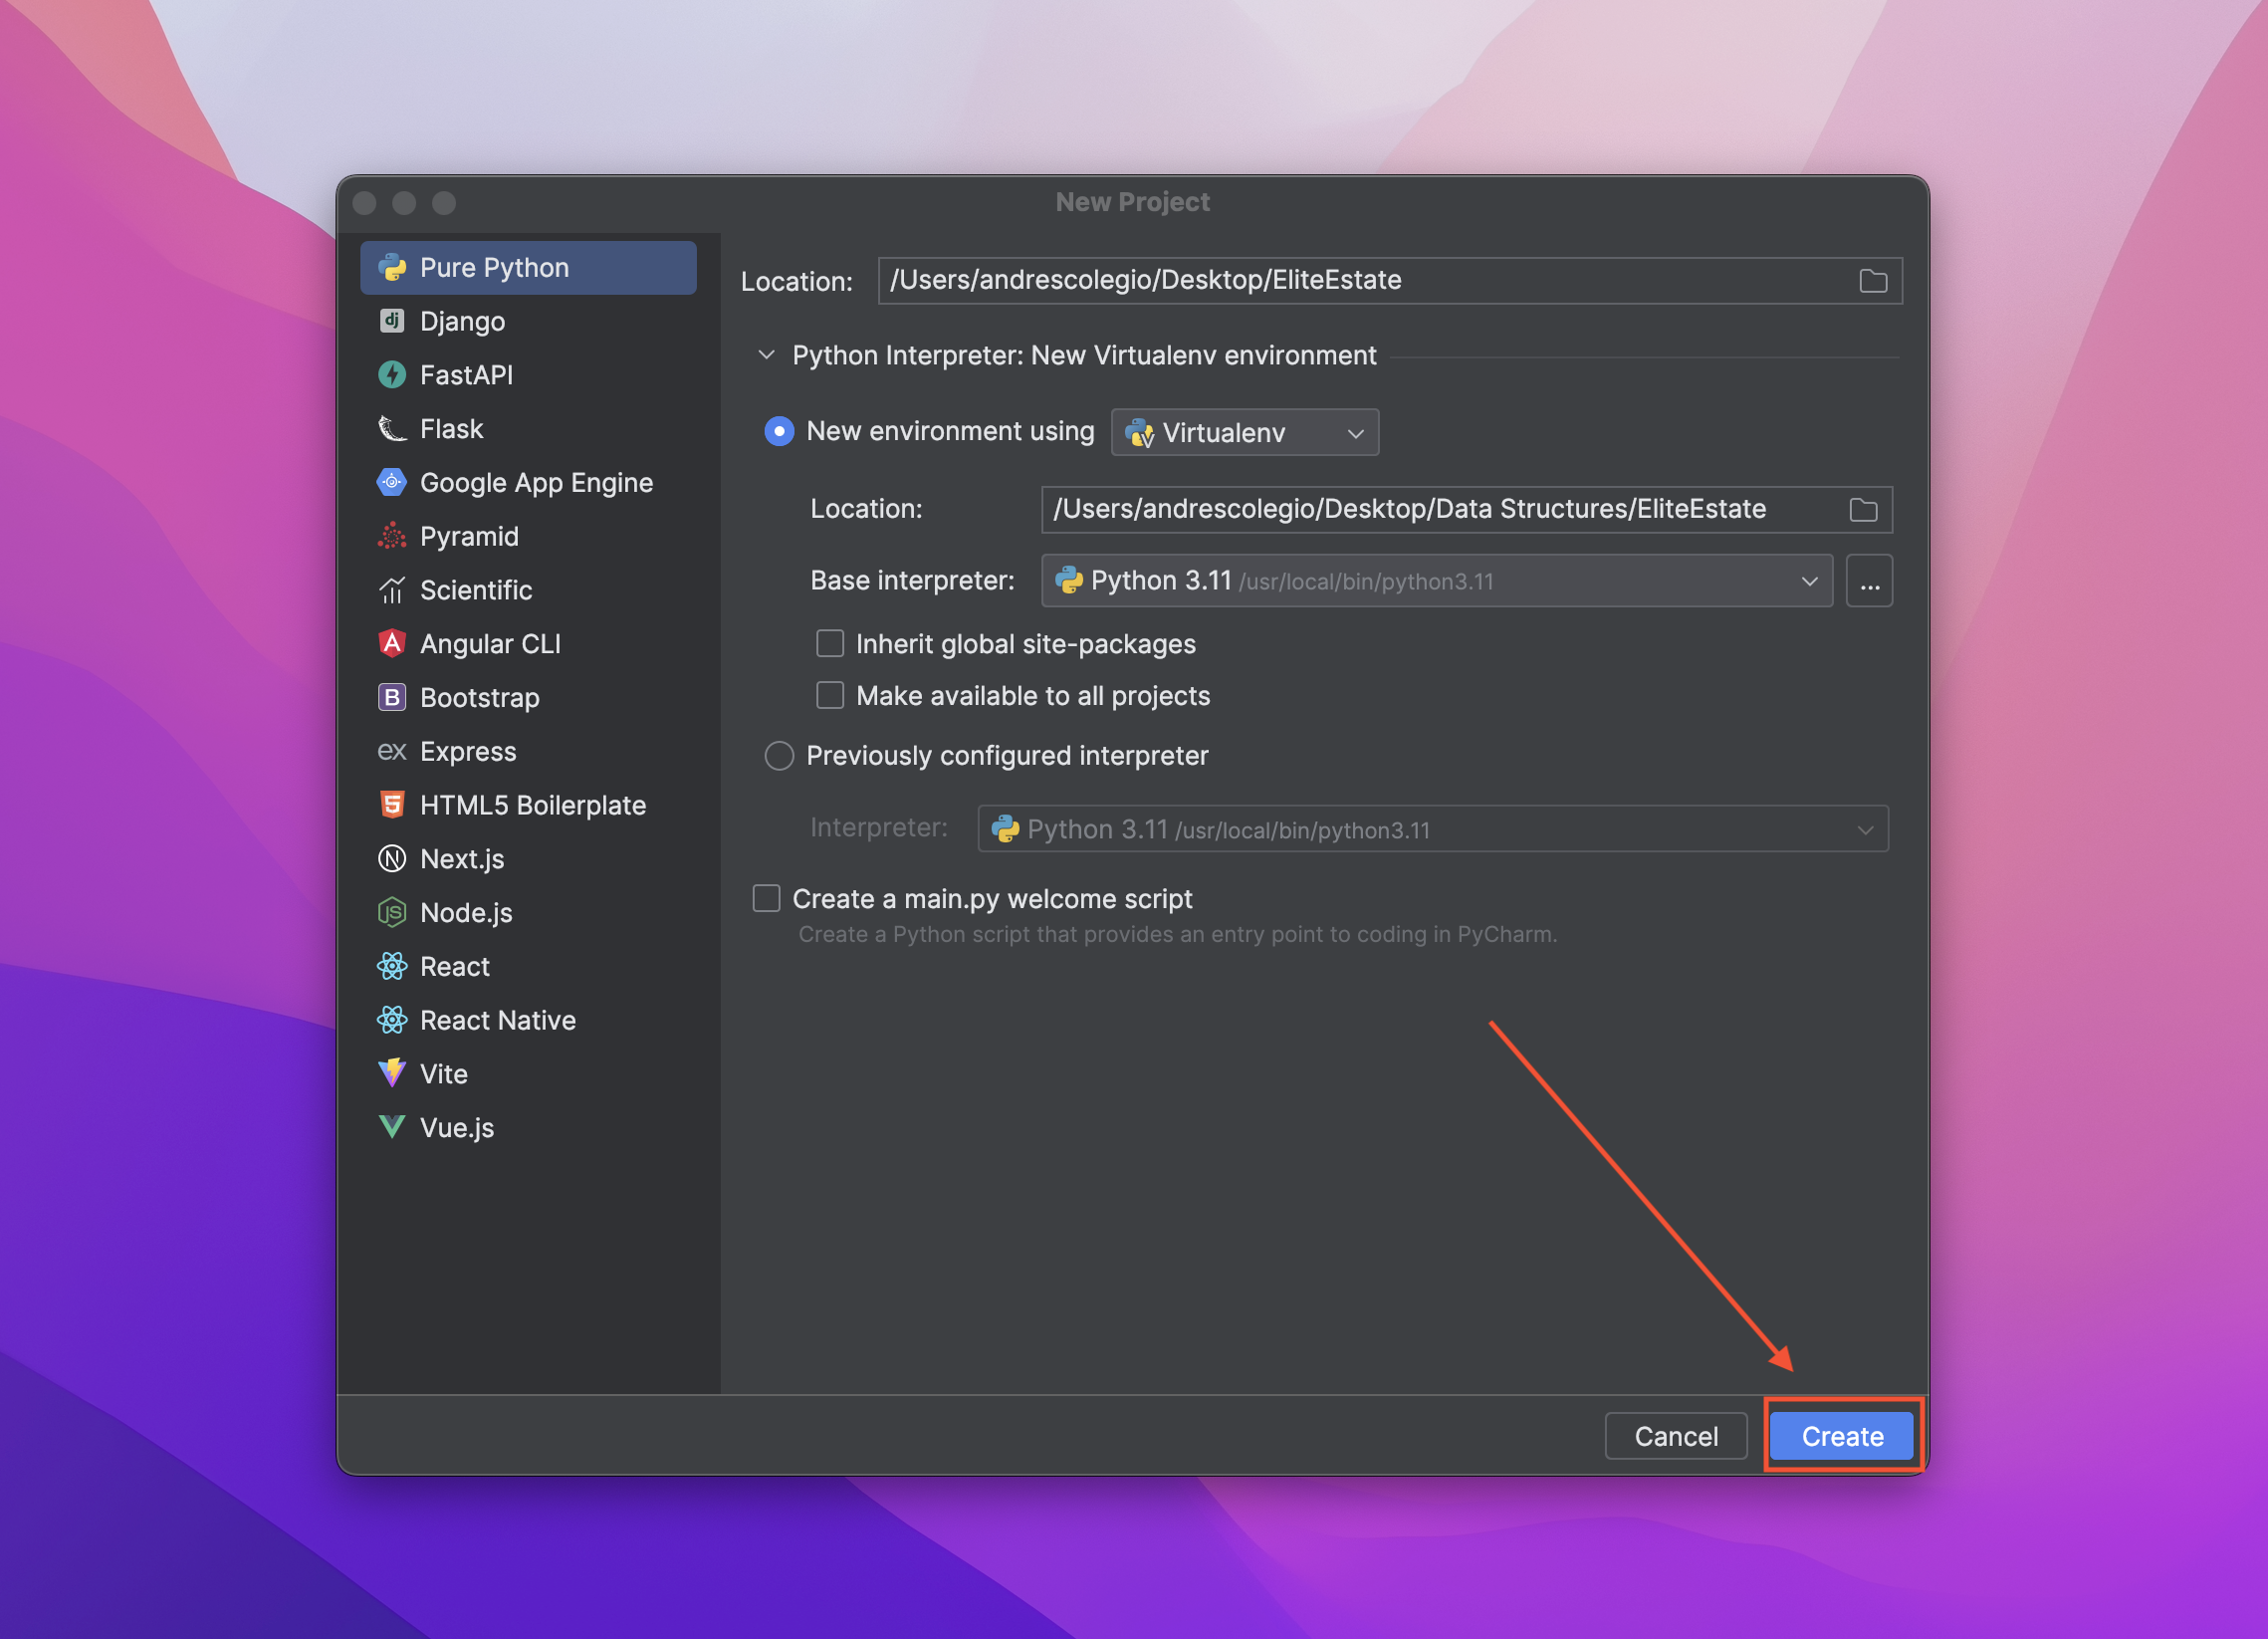 New Project
Pure Python
Django
FastAPI
Flask
Google App Engine
Pyramid
Scientific
Angular CLI
Bootstrap
Express
HTML5 Boilerplate
Next.js
Node.js
React
React Native
Vite
Vue.js
Location: /Users/andrescolegio/Desktop/EliteEstate
Python Interpreter: New Virtualenv environment
New environment using Virtualenv
Location: /Users/andrescolegio/Desktop/Data Structures/EliteEstate
Base interpreter: Python 3.11 /usr/local/bin/python3.11 ...
Inherit global site-packages
Make available to all projects
Previously configured interpreter
Interpreter: Python 3.11 /usr/local/bin/python3.11
Create a main.py welcome script
Create a Python script that provides an entry point to coding in PyCharm.
Cancel Create